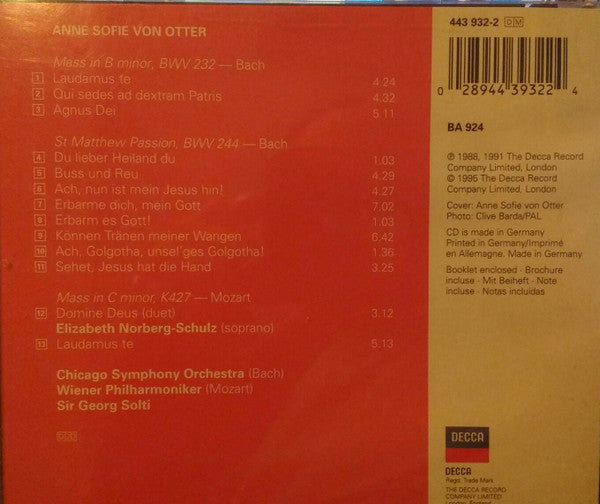 ANNE SOFIE VON OTTER
Mass in B minor, BWV 232 — Bach
1 Laudamus te 4.24
2 Qui sedes ad dextram Patris 4.32
3 Agnus Dei 5.11
St Matthew Passion, BWV 244 — Bach
4 Du lieber Heiland du 1.03
5 Buss und Reu 4.29
6 Ach, nun ist mein Jesus hin! 4.27
7 Erbarme dich, mein Gott 7.02
8 Erbarm es Gott! 1.03
9 Können Tränen meiner Wangen 6.42
10 Ach, Golgotha, unsel'ges Golgotha! 1.36
11 Sehet, Jesus hat die Hand 3.25
Mass in C minor, K427 — Mozart
12 Domine Deus (duet) 3.12
Elizabeth Norberg-Schulz (soprano)
13 Laudamus te 5.13
Chicago Symphony Orchestra (Bach)
Wiener Philharmoniker (Mozart)
Sir Georg Solti
443 932-2 DM
0 28944 39322 4
BA 924
℗ 1988, 1991 The Decca Record
Company Limited, London
© 1995 The Decca Record
Company Limited, London
Cover: Anne Sofie von Otter
Photo: Clive Barda/PAL
CD is made in Germany
Printed in Germany/Imprimé
en Allemagne. Made in Germany
Booklet enclosed · Brochure
incluse · Mit Beiheft · Note
incluse · Notas incluidas
DECCA
DECCA
Regd. Trade Mark
THE DECCA RECORD
COMPANY LIMITED
London, England